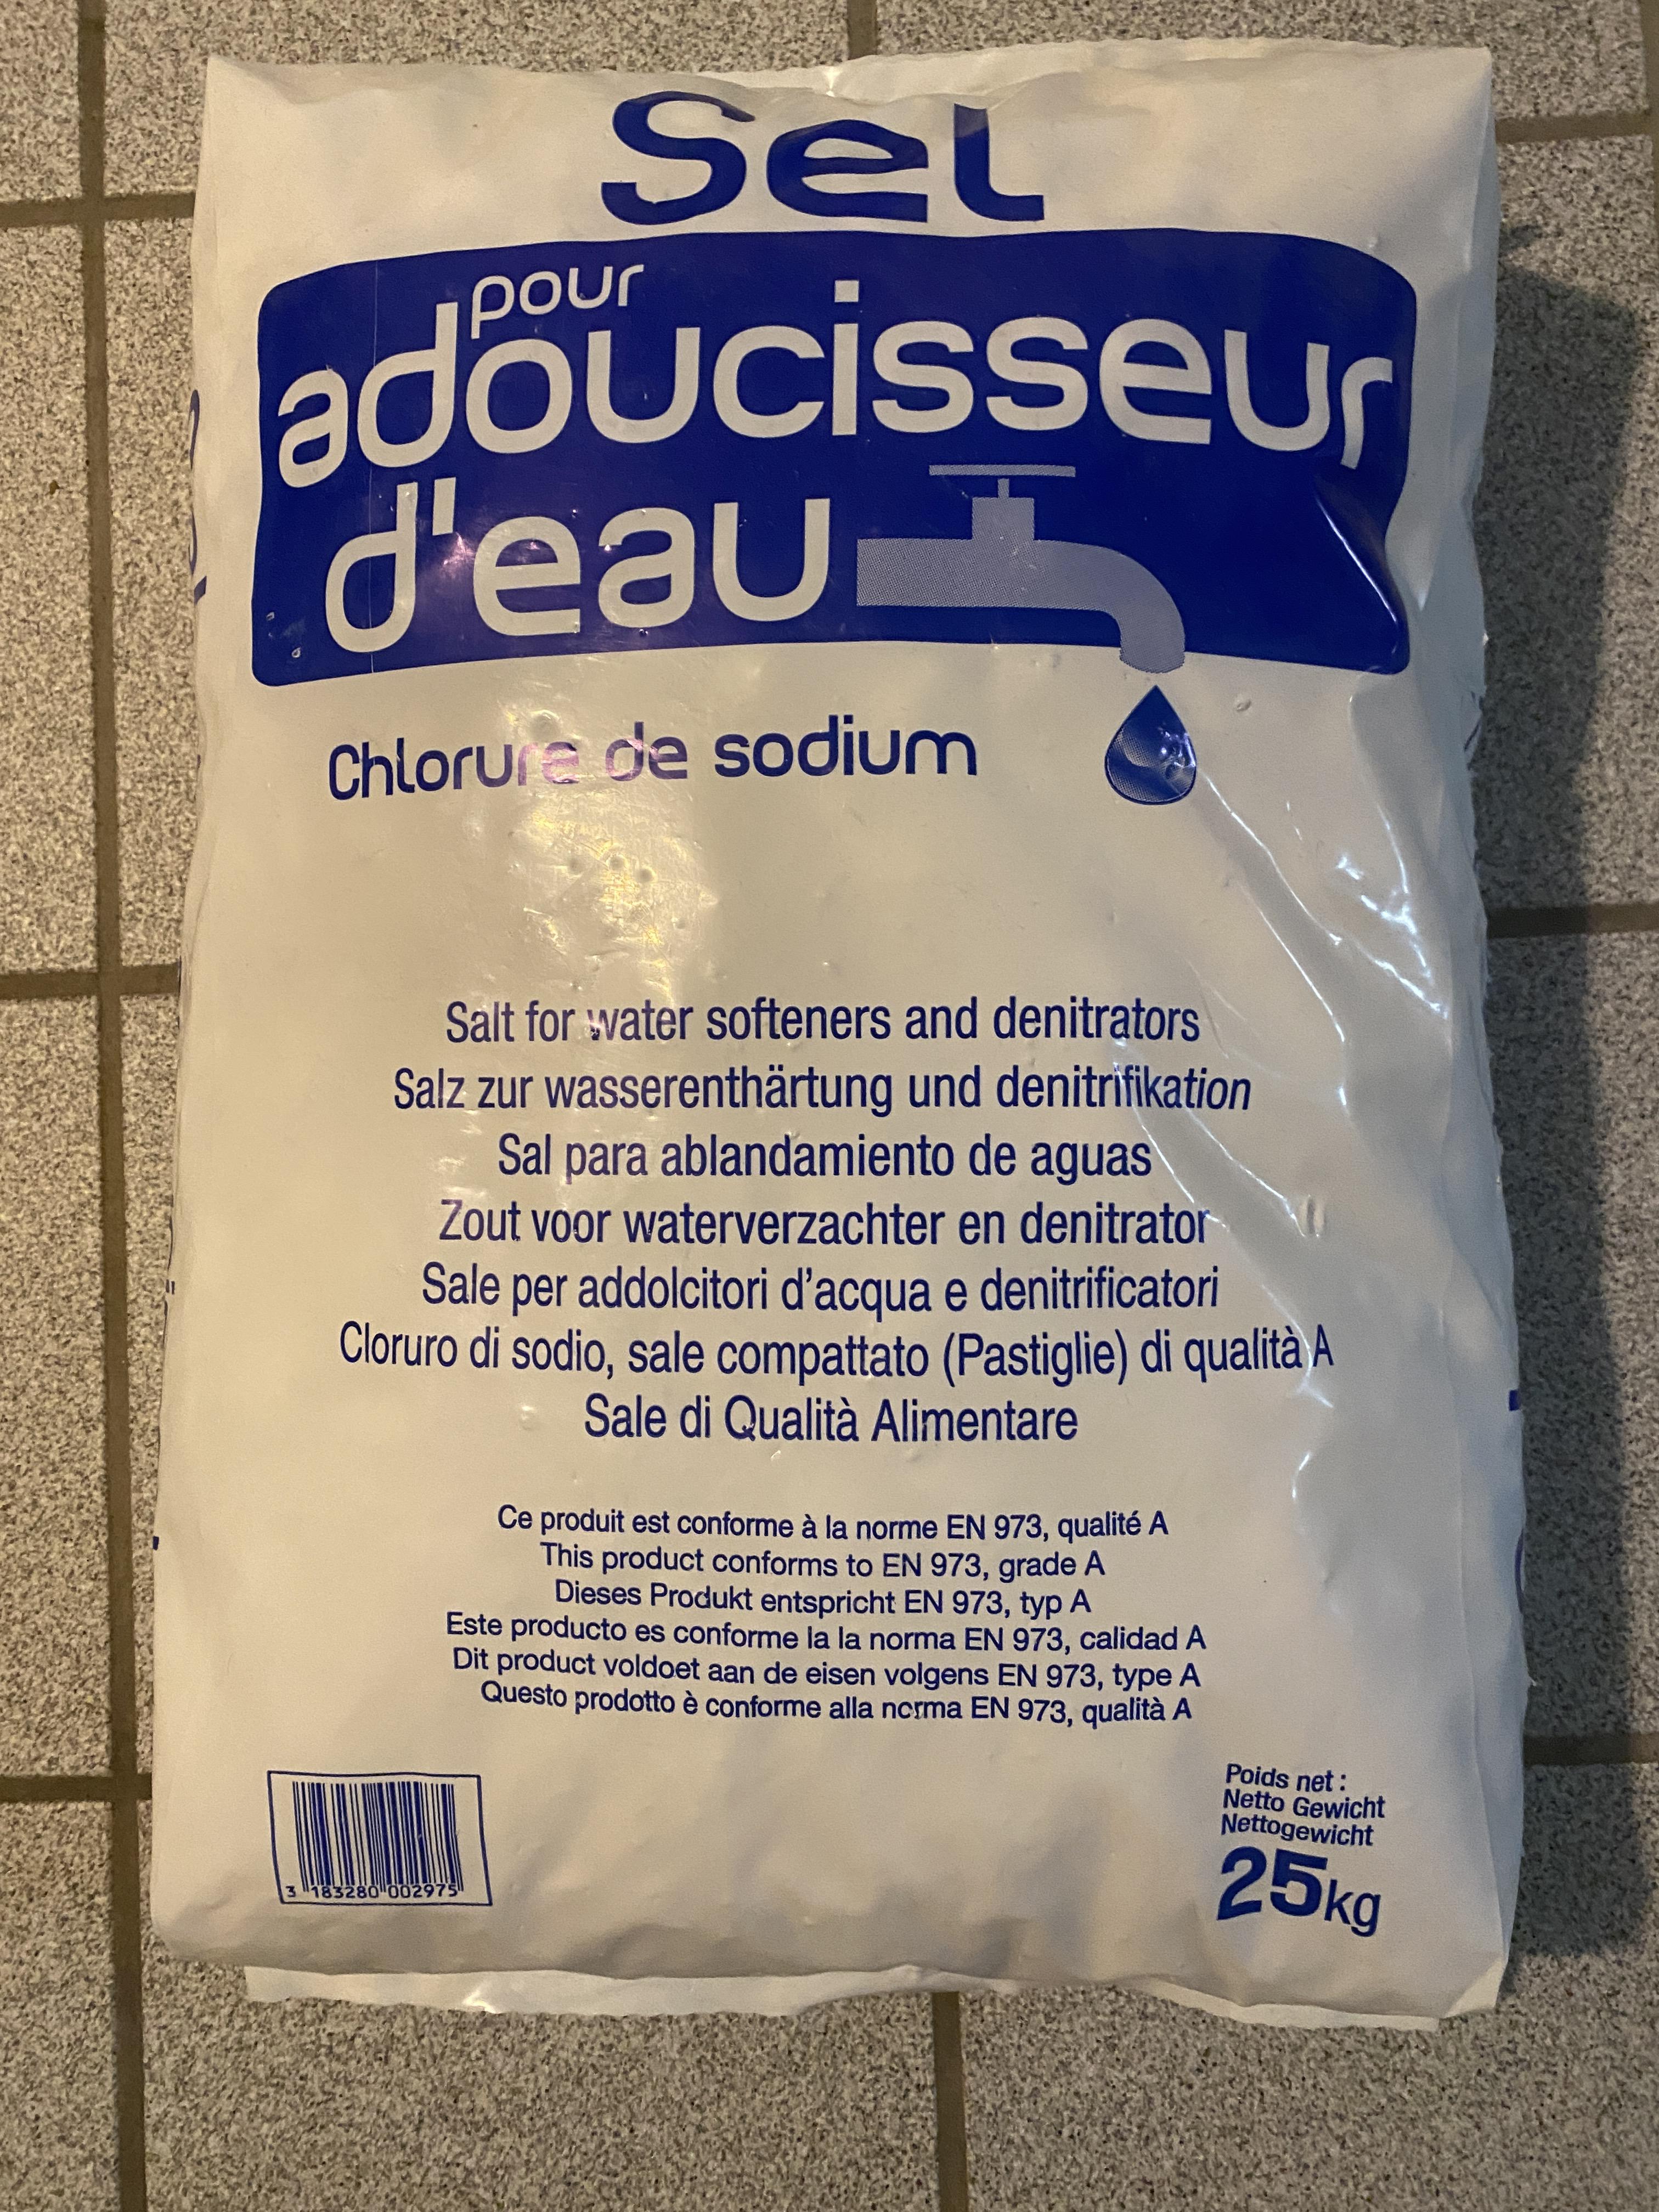 Sel
pour
adoucisseur
d'eau
Chlorure de sodium
Salt for water softeners and denitrators
Salz zur wasserenthärtung und denitrifikation
Sal para ablandamiento de aguas
Zout voor waterverzachter en denitrator
Sale per addolcitori d’acqua e denitrificatori
Cloruro di sodio, sale compattato (Pastiglie) di qualità A
Sale di Qualità Alimentare
Ce produit est conforme à la norme EN 973, qualité A
This product conforms to EN 973, grade A
Dieses Produkt entspricht EN 973, typ A
Este producto es conforme la la norma EN 973, calidad A
Dit product voldoet aan de eisen volgens EN 973, type A
Questo prodotto è conforme alla norma EN 973, qualità A
3 183280 002975
Poids net :
Netto Gewicht
Nettogewicht
25kg